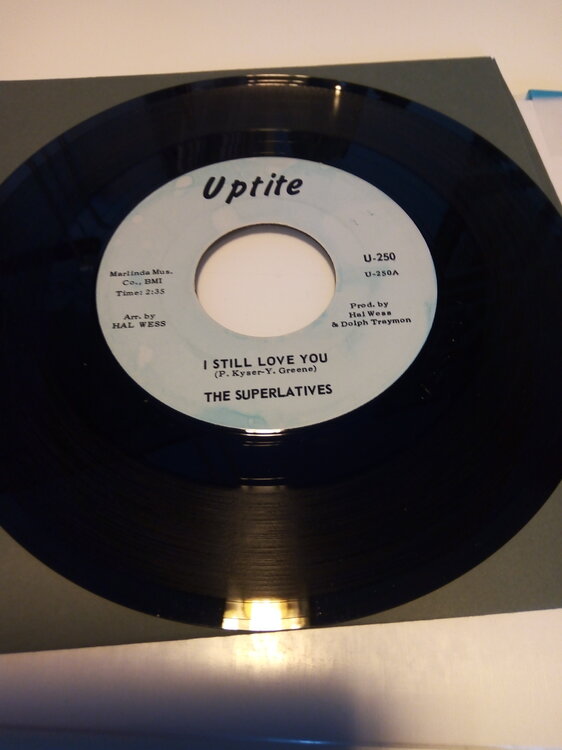 Uptite
U-250
U-250A
Marlinda Mus.
Co., BMI
Time: 2:35
Arr. by
HAL WESS
Prod. by
Hal Wess
& Dolph Traymon
I STILL LOVE YOU
(P. Kyser-Y. Greene)
THE SUPERLATIVES